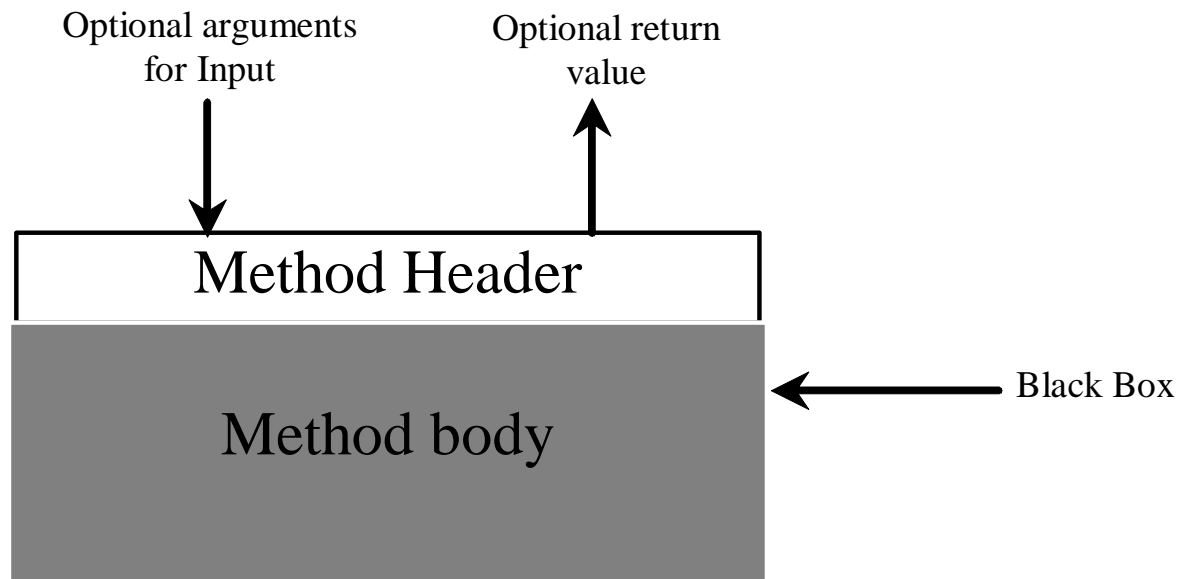 Optional arguments
for Input
Optional return
value
Method Header
Black Box
Method body